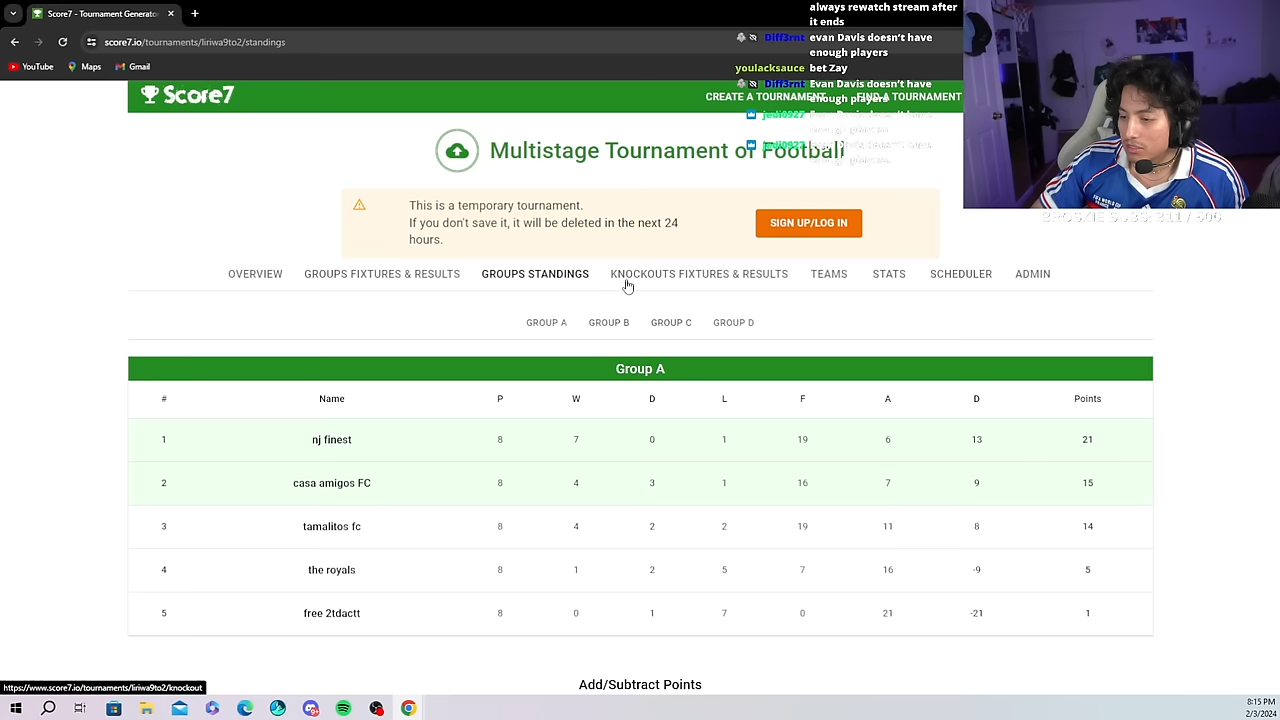 Score7 - Tournament Generato
score7.io/tournaments/liriwa9to2/standings
YouTube
Maps
Gmail
always rewatch stream after
it ends
Diff3rnt evan Davis doesn't have
enough players
youlacksauce bet Zay
Diff3rnt Evan Davis doesn't have
enough players
jedi0927
Score7
CREATE A TOURNAMENT
FIND A TOURNAMENT
Multistage Tournament of Football
This is a temporary tournament.
If you don't save it, it will be deleted in the next 24
hours.
SIGN UP/LOG IN
OVERVIEW GROUPS FIXTURES & RESULTS GROUPS STANDINGS KNOCKOUTS FIXTURES & RESULTS TEAMS STATS SCHEDULER ADMIN
GROUP A GROUP B GROUP C GROUP D
Group A
# Name P W D L F A D Points
1 nj finest 8 7 0 1 19 6 13 21
2 casa amigos FC 8 4 3 1 16 7 9 15
3 tamalitos fc 8 4 2 2 19 11 8 14
4 the royals 8 1 2 5 7 16 -9 5
5 free 2tdactt 8 0 1 7 0 21 -21 1
Add/Subtract Points
https://www.score7.io/tournaments/liriwa9to2/knockout
8:15 PM
2/3/2024